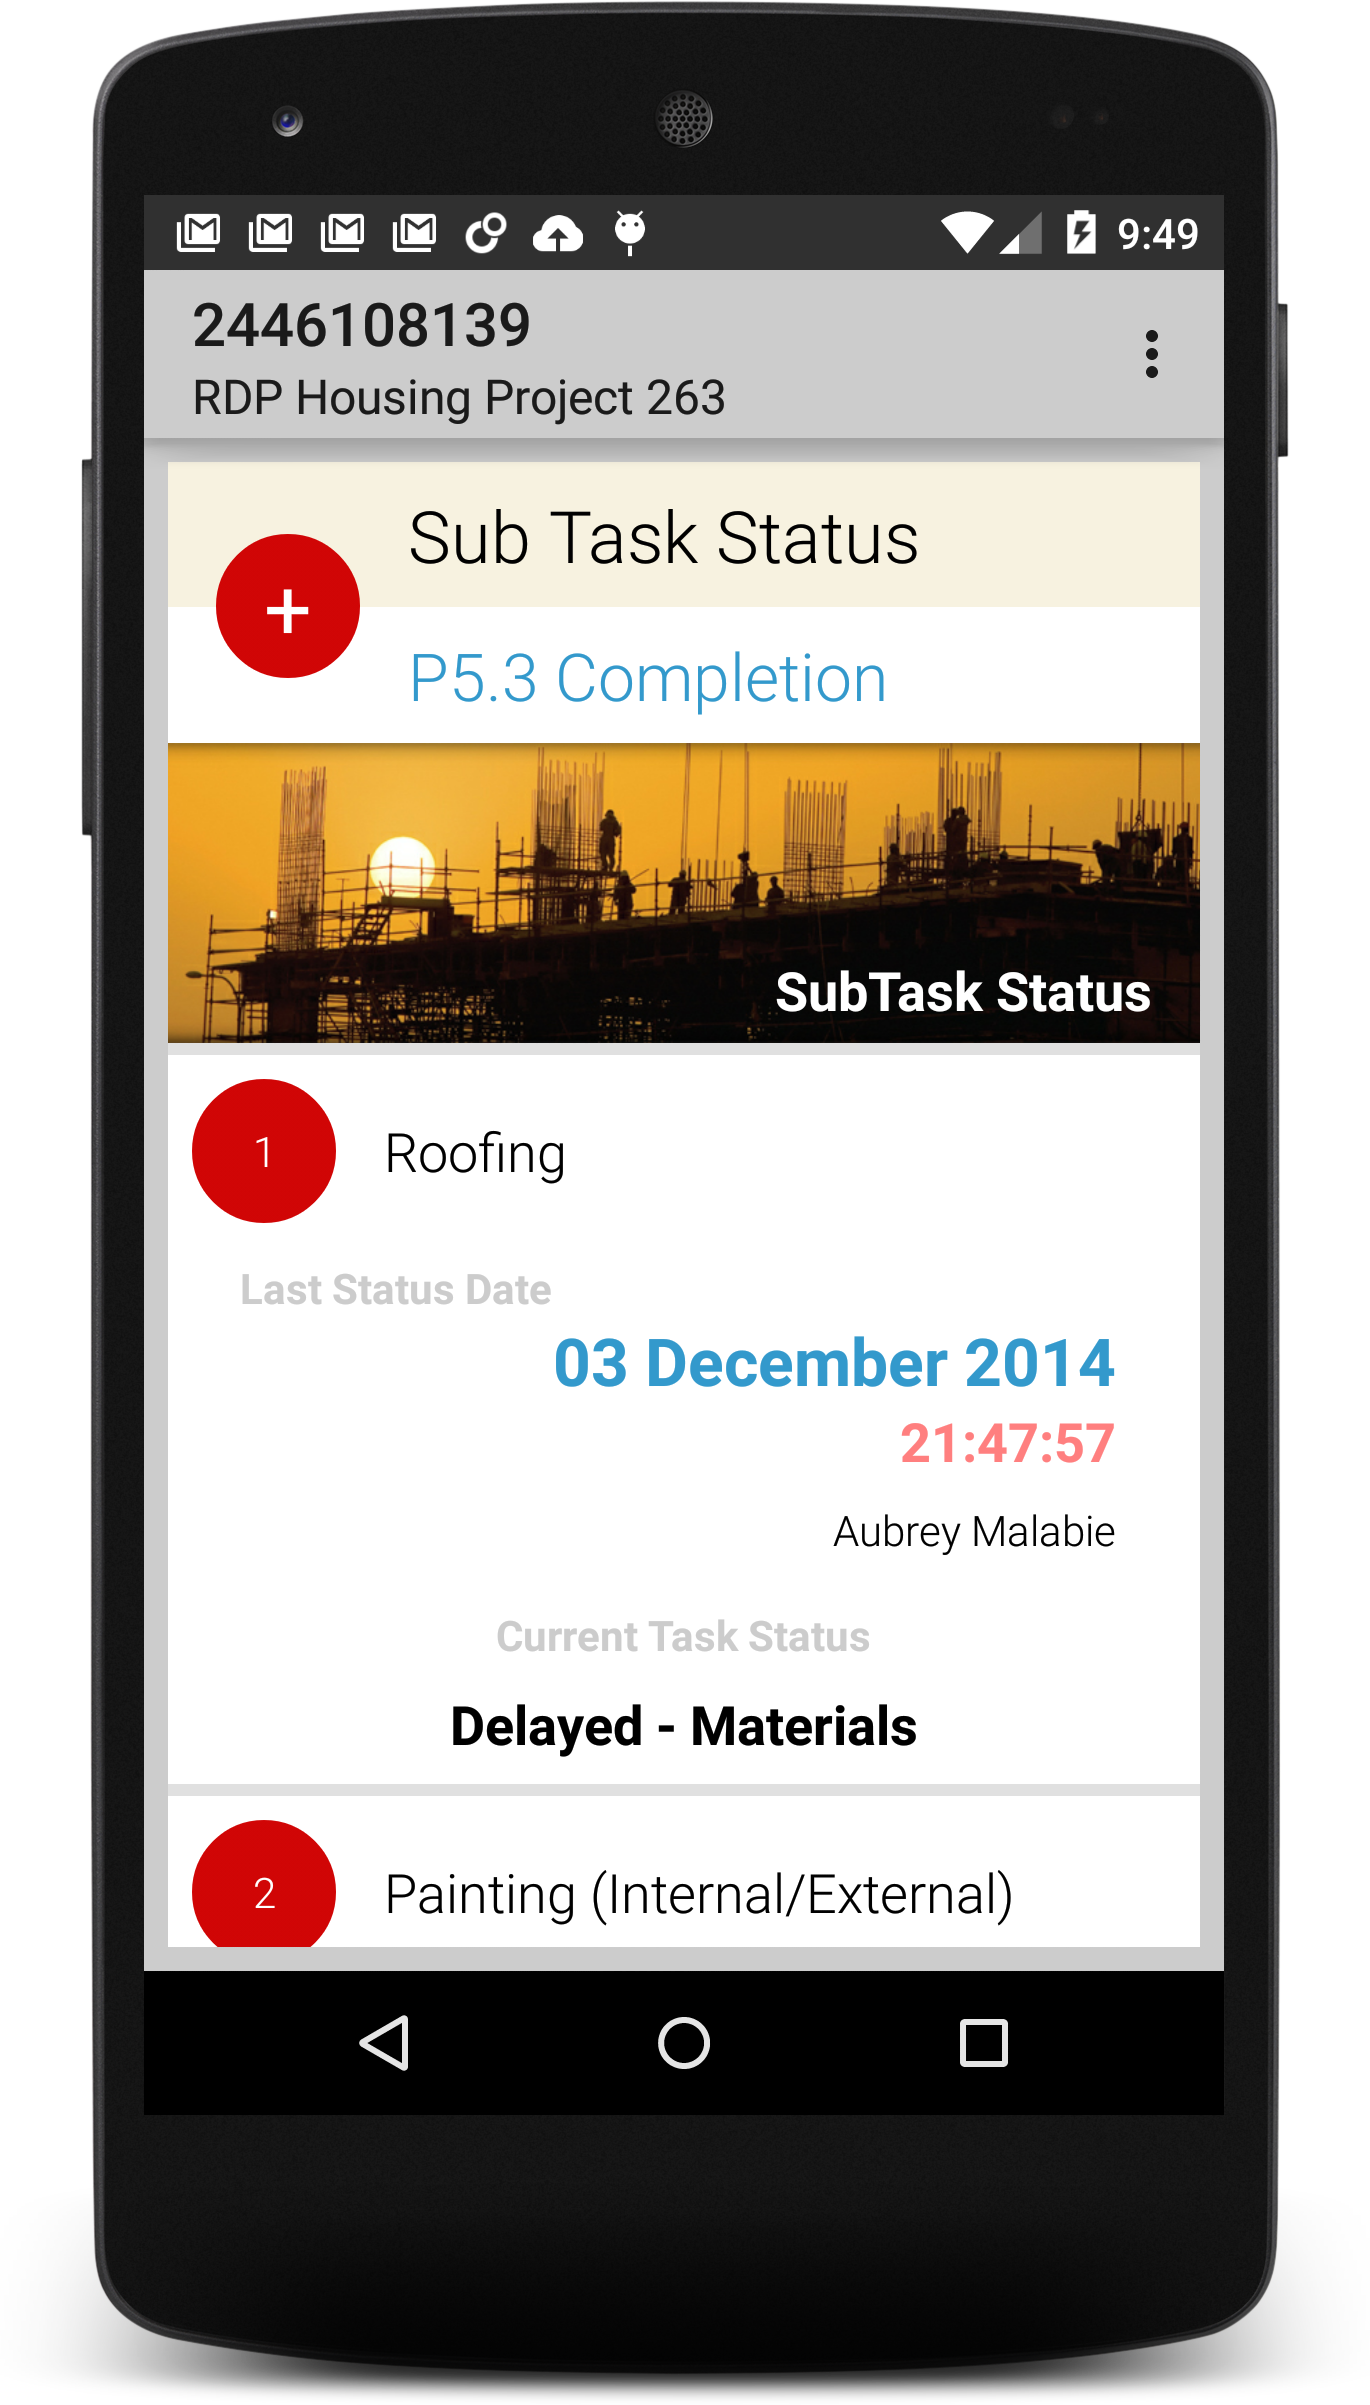 9:49
2446108139
RDP Housing Project 263
Sub Task Status
+
P5.3 Completion
SubTask Status
1
Roofing
Last Status Date
03 December 2014
21:47:57
Aubrey Malabie
Current Task Status
Delayed - Materials
2
Painting (Internal/External)